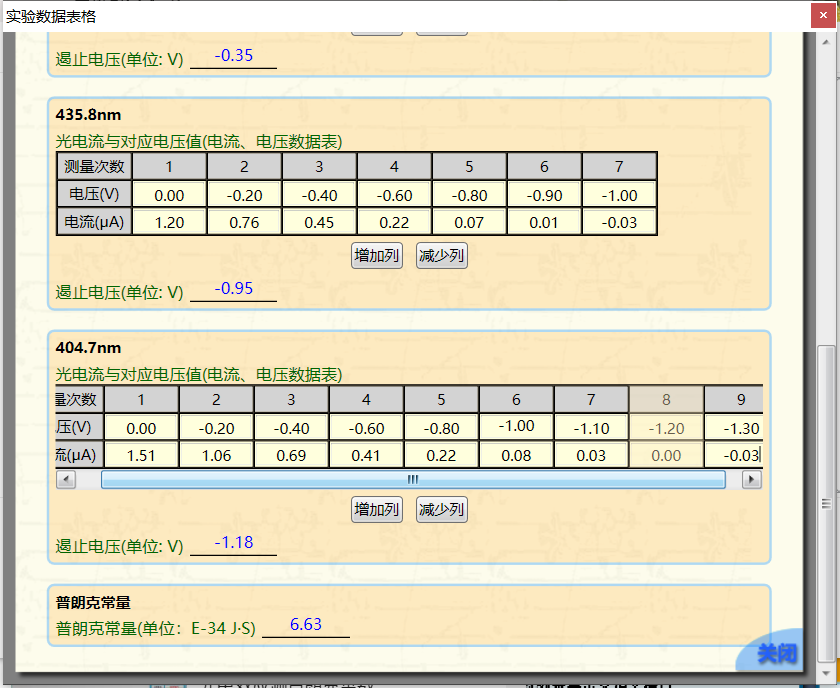 实验数据表格
遏止电压(单位: V) -0.35
435.8nm
光电流与对应电压值(电流、电压数据表)
测量次数 1 2 3 4 5 6 7
电压(V) 0.00 -0.20 -0.40 -0.60 -0.80 -0.90 -1.00
电流(μA) 1.20 0.76 0.45 0.22 0.07 0.01 -0.03
增加列 减少列
遏止电压(单位: V) -0.95
404.7nm
光电流与对应电压值(电流、电压数据表)
量次数 1 2 3 4 5 6 7 8 9
压(V) 0.00 -0.20 -0.40 -0.60 -0.80 -1.00 -1.10 -1.20 -1.30
流(μA) 1.51 1.06 0.69 0.41 0.22 0.08 0.03 0.00 -0.03
增加列 减少列
遏止电压(单位: V) -1.18
普朗克常量
普朗克常量(单位: E-34 J·S) 6.63
关闭